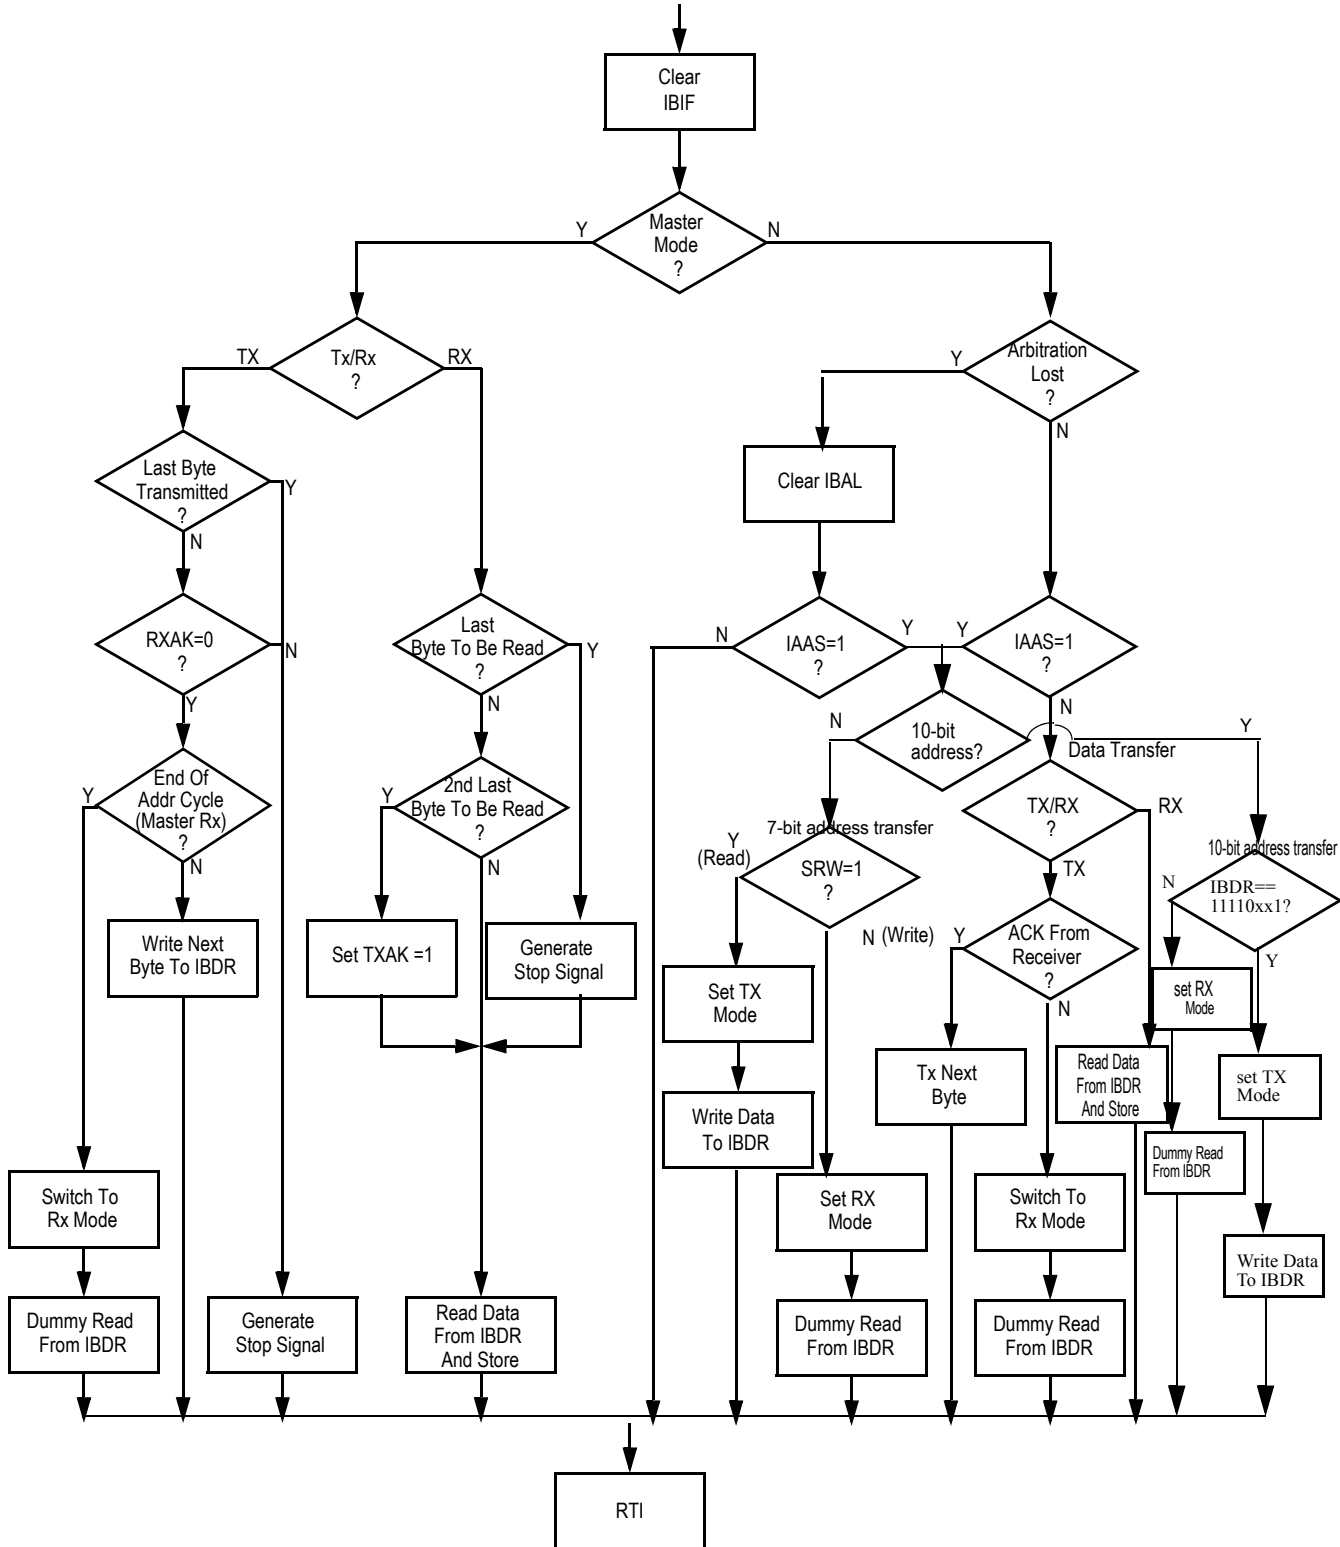 Clear
IBIF
Master
Mode
?
Y
N
Tx/Rx
?
TX
RX
Arbitration
Lost
?
Y
N
Last Byte
Transmitted
?
Y
N
Clear IBAL
RXAK=0
?
N
Y
Last
Byte To Be Read
?
Y
N
IAAS=1
?
N
Y
IAAS=1
?
Y
N
10-bit
address?
N
Y
Data Transfer
End Of
Addr Cycle
(Master Rx)
?
Y
N
2nd Last
Byte To Be Read
?
Y
N
7-bit address transfer
SRW=1
?
Y
(Read)
N (Write)
TX/RX
?
RX
TX
10-bit address transfer
IBDR==
11110xx1?
N
Y
Write Next
Byte To IBDR
Set TXAK =1
Generate
Stop Signal
Set TX
Mode
ACK From
Receiver
?
Y
N
set RX
Mode
Tx Next
Byte
Read Data
From IBDR
And Store
set TX
Mode
Write Data
To IBDR
Dummy Read
From IBDR
Switch To
Rx Mode
Set RX
Mode
Switch To
Rx Mode
Write Data
To IBDR
Dummy Read
From IBDR
Generate
Stop Signal
Read Data
From IBDR
And Store
Dummy Read
From IBDR
Dummy Read
From IBDR
RTI